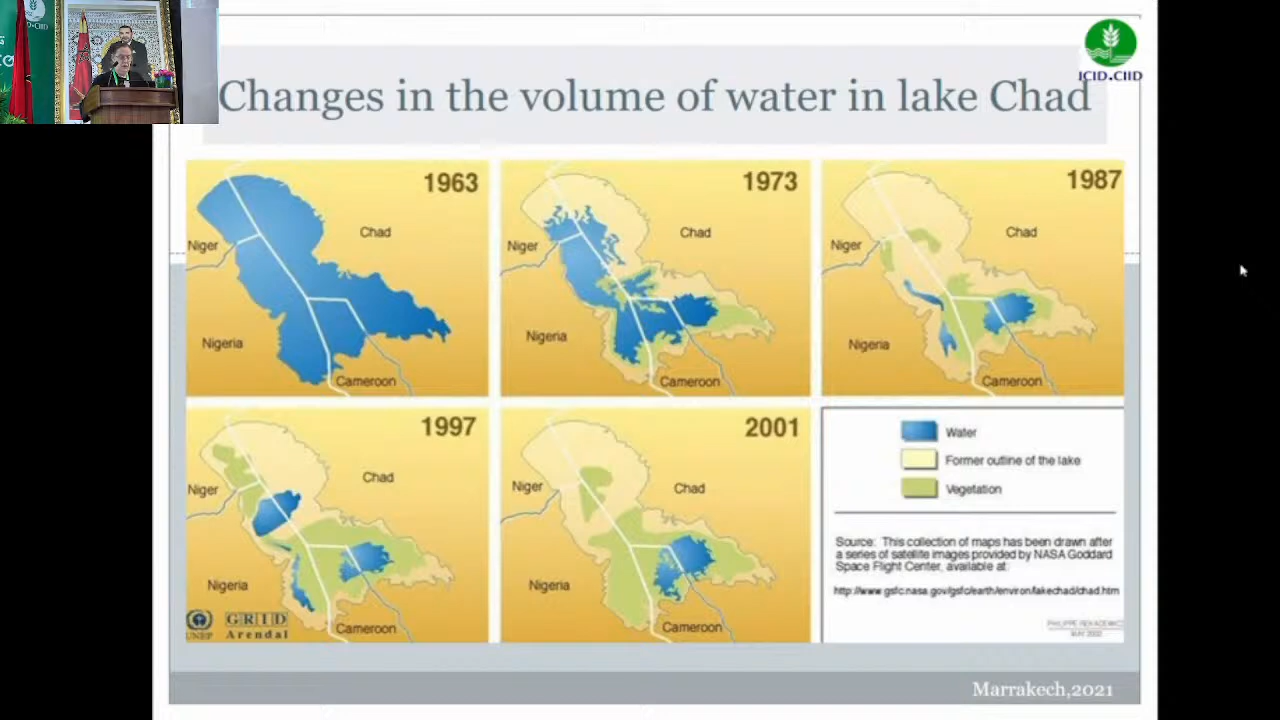 ICID.CIID
Changes in the volume of water in lake Chad
1963
Niger
Chad
Nigeria
Cameroon
1973
Niger
Chad
Nigeria
Cameroon
1987
Niger
Chad
Nigeria
Cameroon
1997
Niger
Chad
Nigeria
Cameroon
UNEP
GRID
Arendal
2001
Niger
Chad
Nigeria
Cameroon
Water
Former outline of the lake
Vegetation
Source: This collection of maps has been drawn after
a series of satellite images provided by NASA Goddard
Space Flight Center, available at:
http://www.gsfc.nasa.gov/gsfc/earth/environ/lakechad/chad.htm
Marrakech,2021